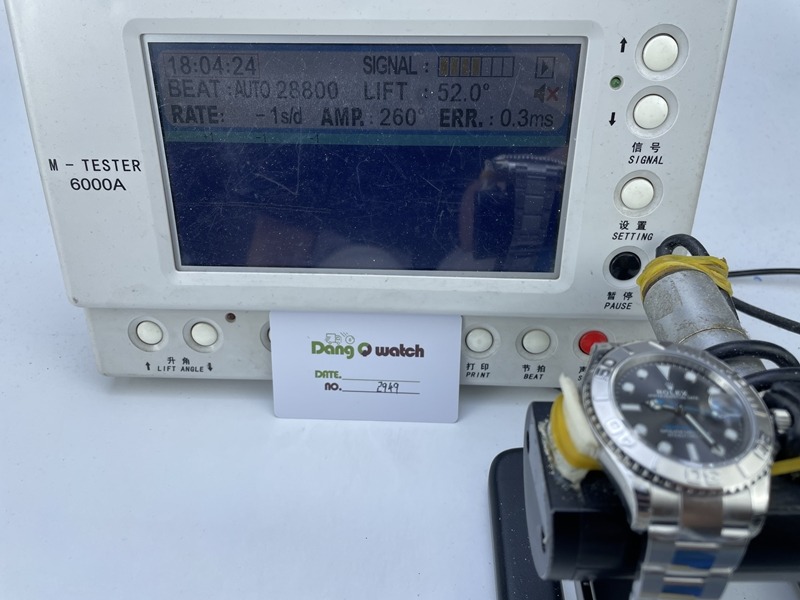 18:04:24 SIGNAL :
BEAT :AUTO 28800 LIFT : 52.0°
RATE: -1s/d AMP. : 260° ERR. : 0.3ms
M - TESTER
6000A
信号
SIGNAL
设置
SETTING
暂停
PAUSE
升角
LIFT ANGLE
打印
PRINT
节拍
BEAT
Dang Q watch
DATE.
NO. 2949
ROLEX